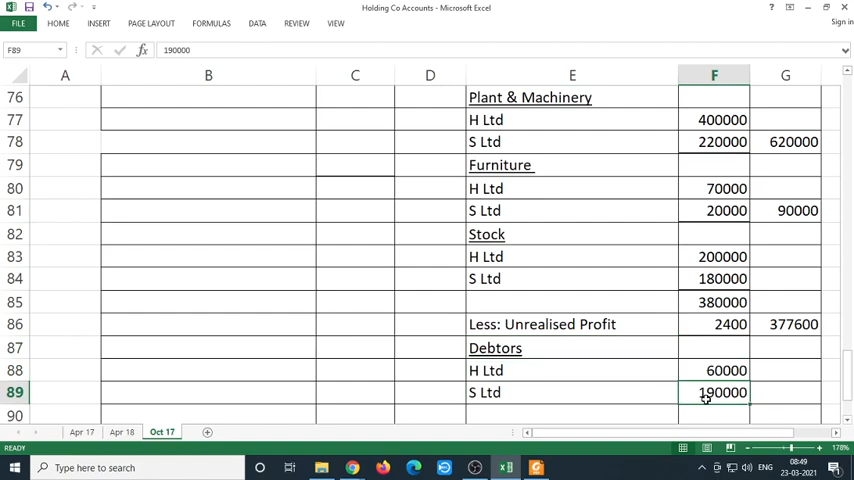 Holding Co Accounts - Microsoft Excel
Sign in
FILE HOME INSERT PAGE LAYOUT FORMULAS DATA REVIEW VIEW
F89 fx 190000
A B C D E F G
76 Plant & Machinery
77 H Ltd 400000
78 S Ltd 220000 620000
79 Furniture
80 H Ltd 70000
81 S Ltd 20000 90000
82 Stock
83 H Ltd 200000
84 S Ltd 180000
85 380000
86 Less: Unrealised Profit 2400 377600
87 Debtors
88 H Ltd 60000
89 S Ltd 190000
90
Apr 17 Apr 18 Oct 17
READY 178%
Type here to search ENG 08:49
23-03-2021